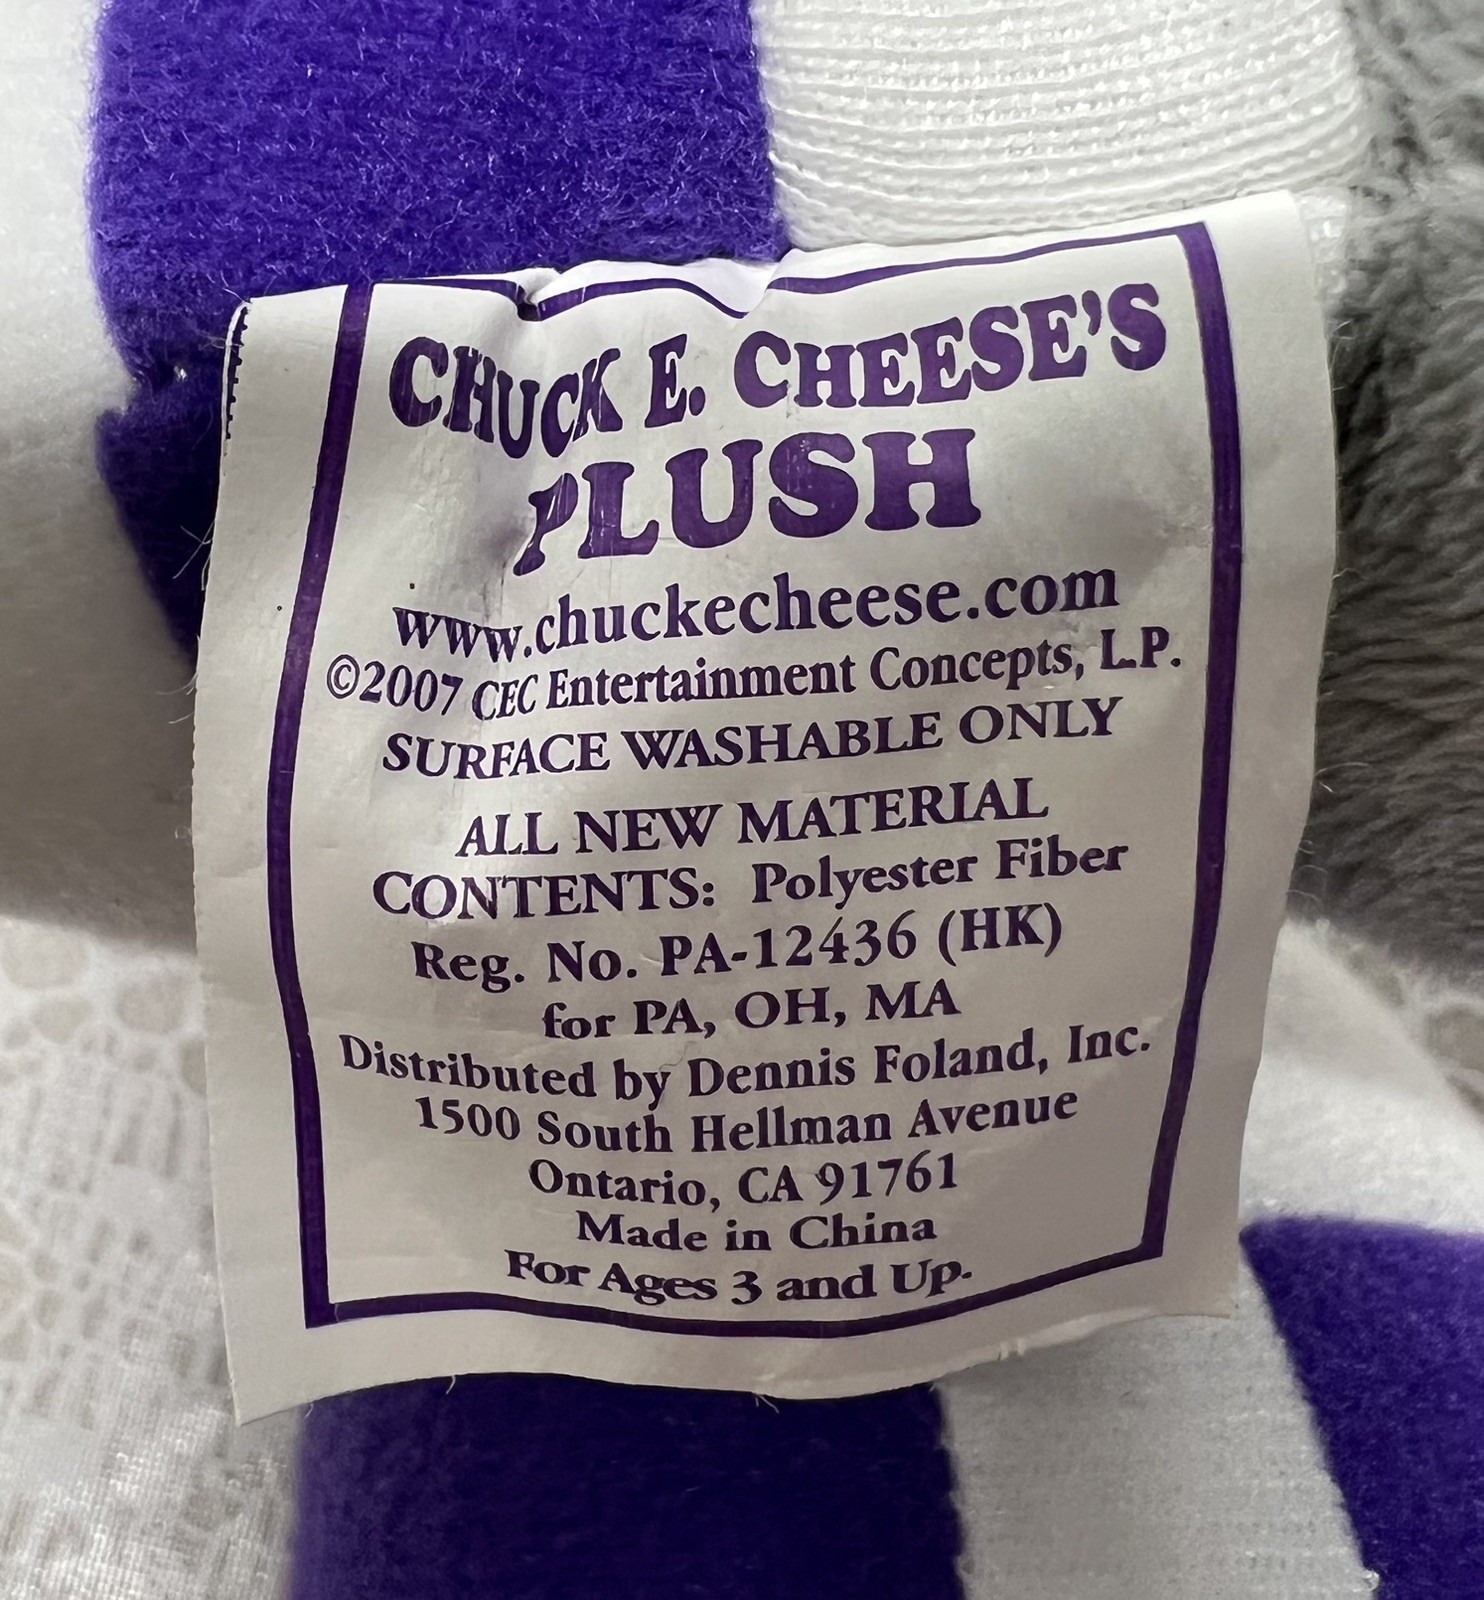 CHUCK E. CHEESE'S
PLUSH
www.chuckecheese.com
©2007 CEC Entertainment Concepts, L.P.
SURFACE WASHABLE ONLY
ALL NEW MATERIAL
CONTENTS: Polyester Fiber
Reg. No. PA-12436 (HK)
for PA, OH, MA
Distributed by Dennis Foland, Inc.
1500 South Hellman Avenue
Ontario, CA 91761
Made in China
For Ages 3 and Up.